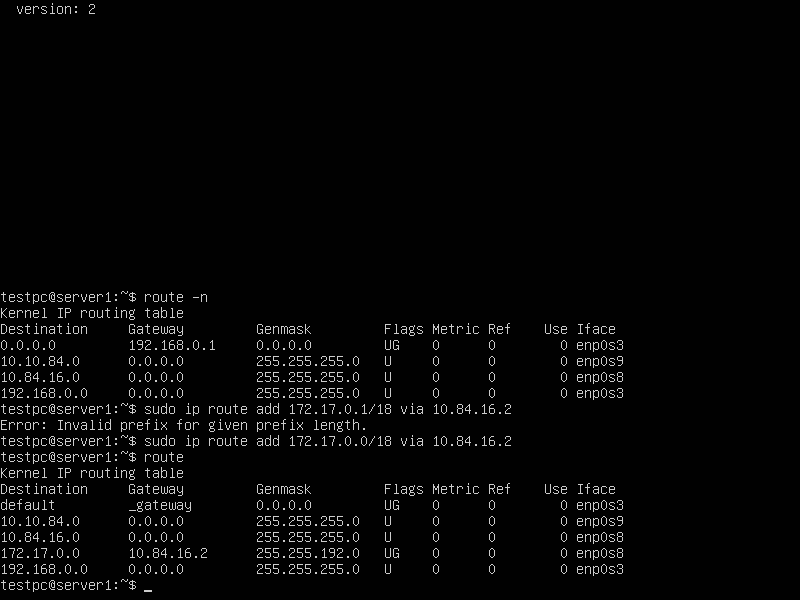 version: 2
testpc@server1:~$ route -n
Kernel IP routing table
Destination     Gateway         Genmask         Flags Metric Ref    Use Iface
0.0.0.0         192.168.0.1     0.0.0.0         UG    0      0        0 enp0s3
10.10.84.0      0.0.0.0         255.255.255.0   U     0      0        0 enp0s9
10.84.16.0      0.0.0.0         255.255.255.0   U     0      0        0 enp0s8
192.168.0.0     0.0.0.0         255.255.255.0   U     0      0        0 enp0s3
testpc@server1:~$ sudo ip route add 172.17.0.1/18 via 10.84.16.2
Error: Invalid prefix for given prefix length.
testpc@server1:~$ sudo ip route add 172.17.0.0/18 via 10.84.16.2
testpc@server1:~$ route
Kernel IP routing table
Destination     Gateway         Genmask         Flags Metric Ref    Use Iface
default         _gateway        0.0.0.0         UG    0      0        0 enp0s3
10.10.84.0      0.0.0.0         255.255.255.0   U     0      0        0 enp0s9
10.84.16.0      0.0.0.0         255.255.255.0   U     0      0        0 enp0s8
172.17.0.0      10.84.16.2      255.255.192.0   UG    0      0        0 enp0s8
192.168.0.0     0.0.0.0         255.255.255.0   U     0      0        0 enp0s3
testpc@server1:~$ _